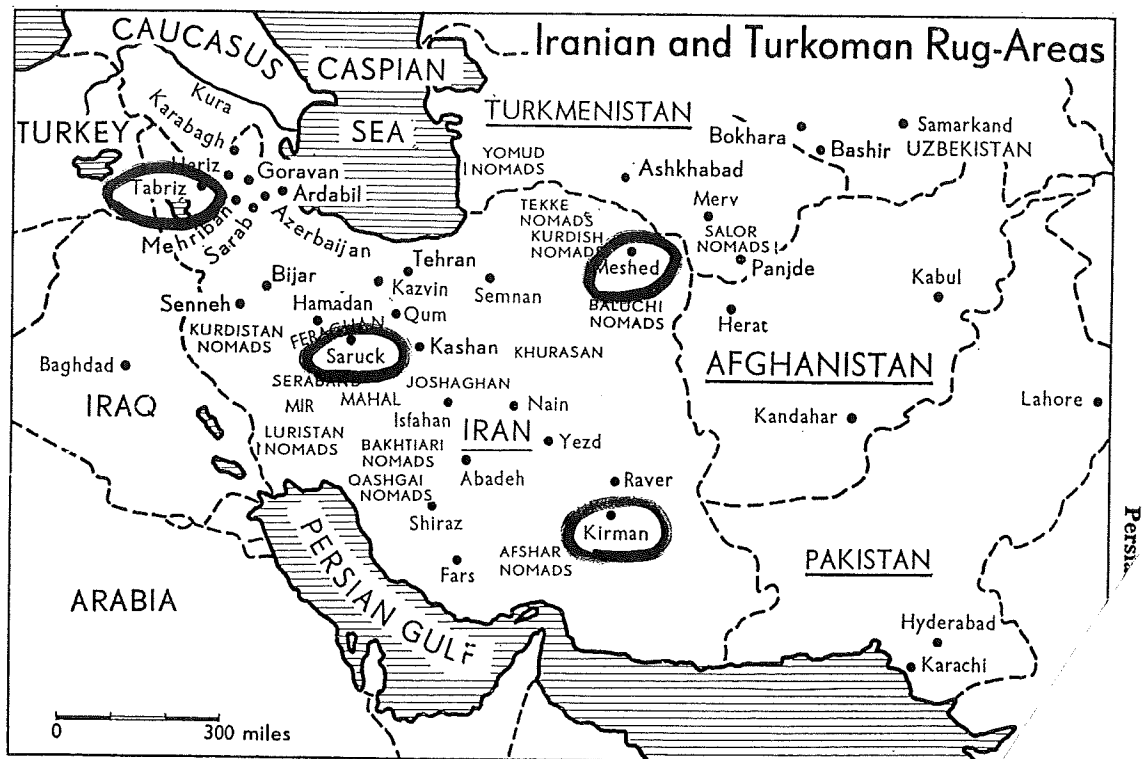 Iranian and Turkoman Rug-Areas
CAUCASUS
CASPIAN
SEA
Kura
Karabagh
TURKEY
TURKMENISTAN
Bokhara
Samarkand
Bashir
UZBEKISTAN
YOMUD
NOMADS
Ashkhabad
Heriz
Goravan
Tabriz
Ardabil
Mehriban
Sarab
Azerbaijan
TEKKE
NOMADS
KURDISH
NOMADS
Merv
SALOR
NOMADS
Panjde
Meshed
BALUCHI
NOMADS
Herat
Kabul
Bijar
Tehran
Kazvin
Semnan
Senneh
Hamadan
Qum
KURDISTAN
NOMADS
FERAGHAN
Saruck
Kashan
KHURASAN
Baghdad
IRAQ
SERABAND
MIR
MAHAL
JOSHAGHAN
Isfahan
Nain
AFGHANISTAN
Kandahar
Lahore
LURISTAN
NOMADS
IRAN
BAKHTIARI
NOMADS
Yezd
Abadeh
QASHGAI
NOMADS
Raver
Shiraz
Kirman
AFSHAR
NOMADS
Fars
PERSIAN GULF
ARABIA
PAKISTAN
Hyderabad
Karachi
0 300 miles